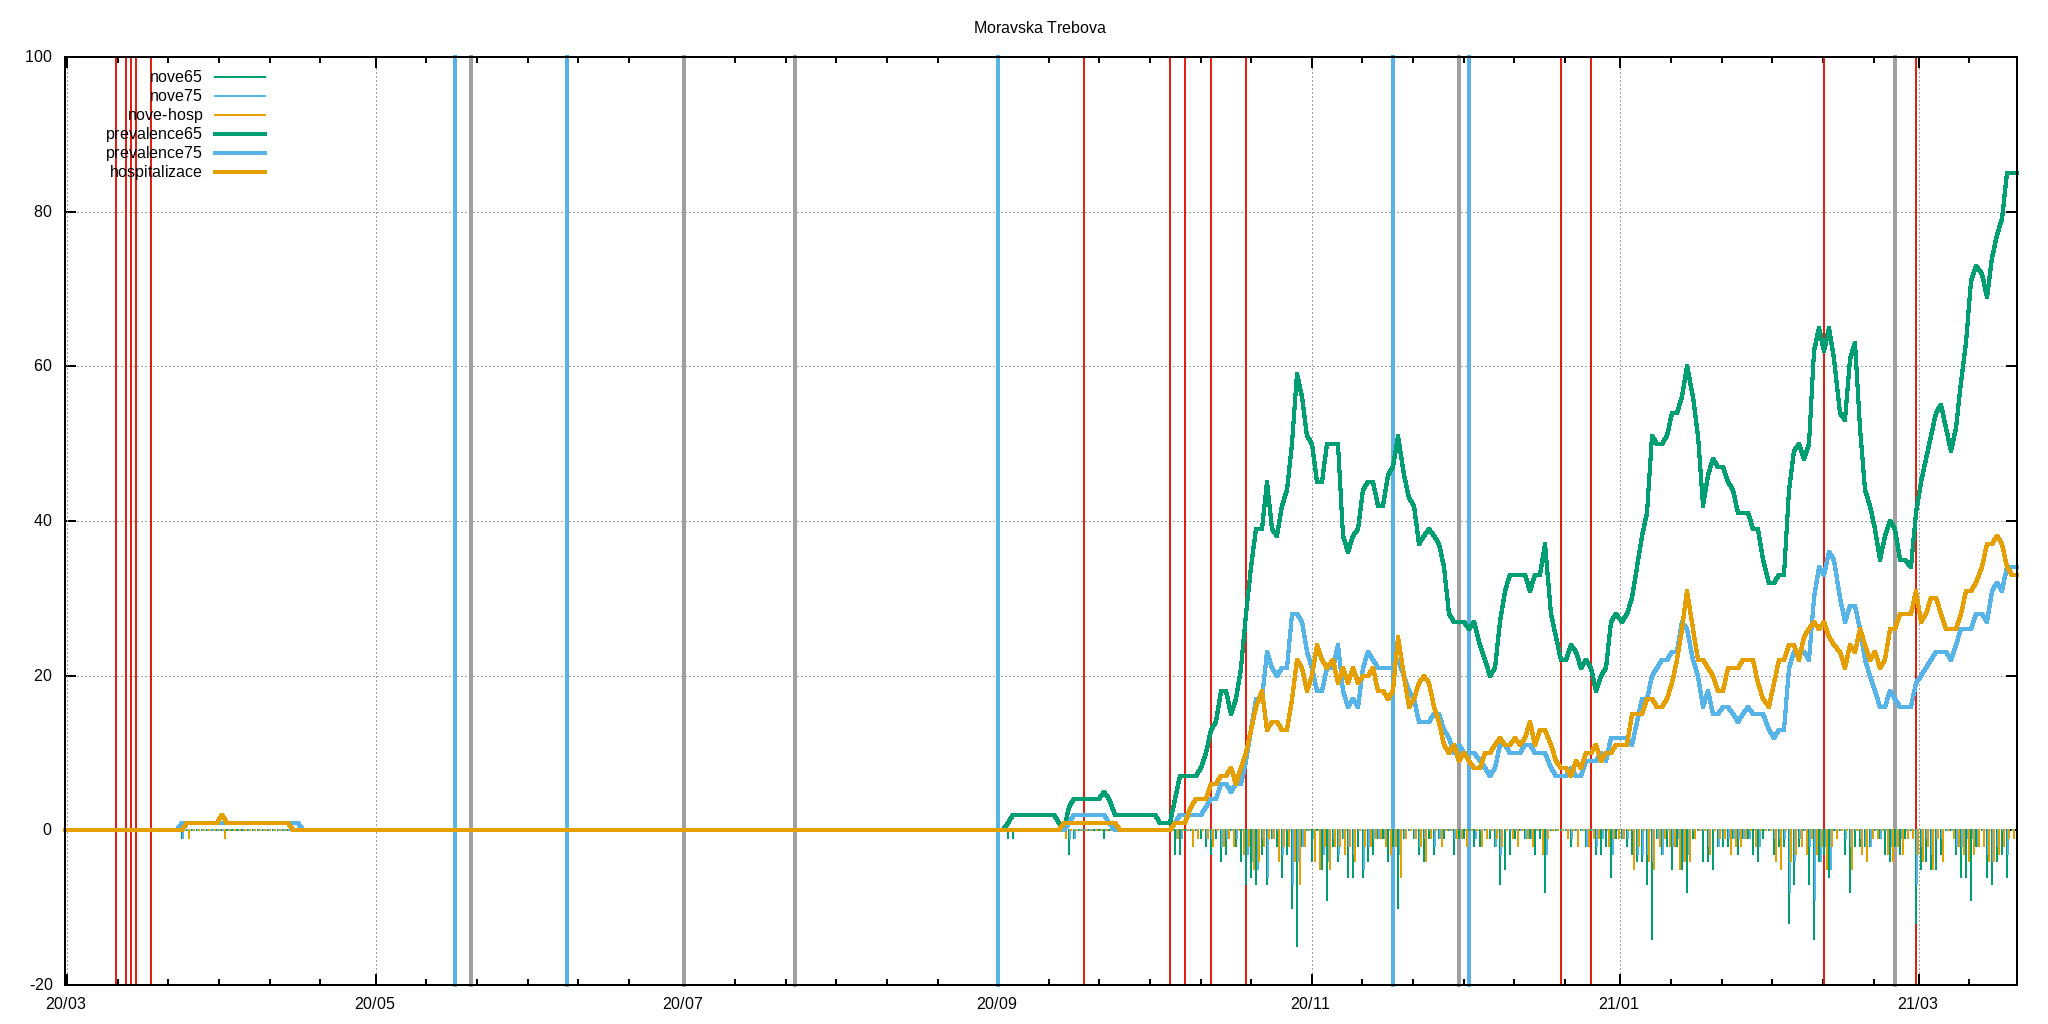 Moravska Trebova
100
nove65
nove75
nove-hosp
prevalence65
prevalence75
hospitalizace
80
60
40
20
0
-20
20/03 20/05 20/07 20/09 20/11 21/01 21/03